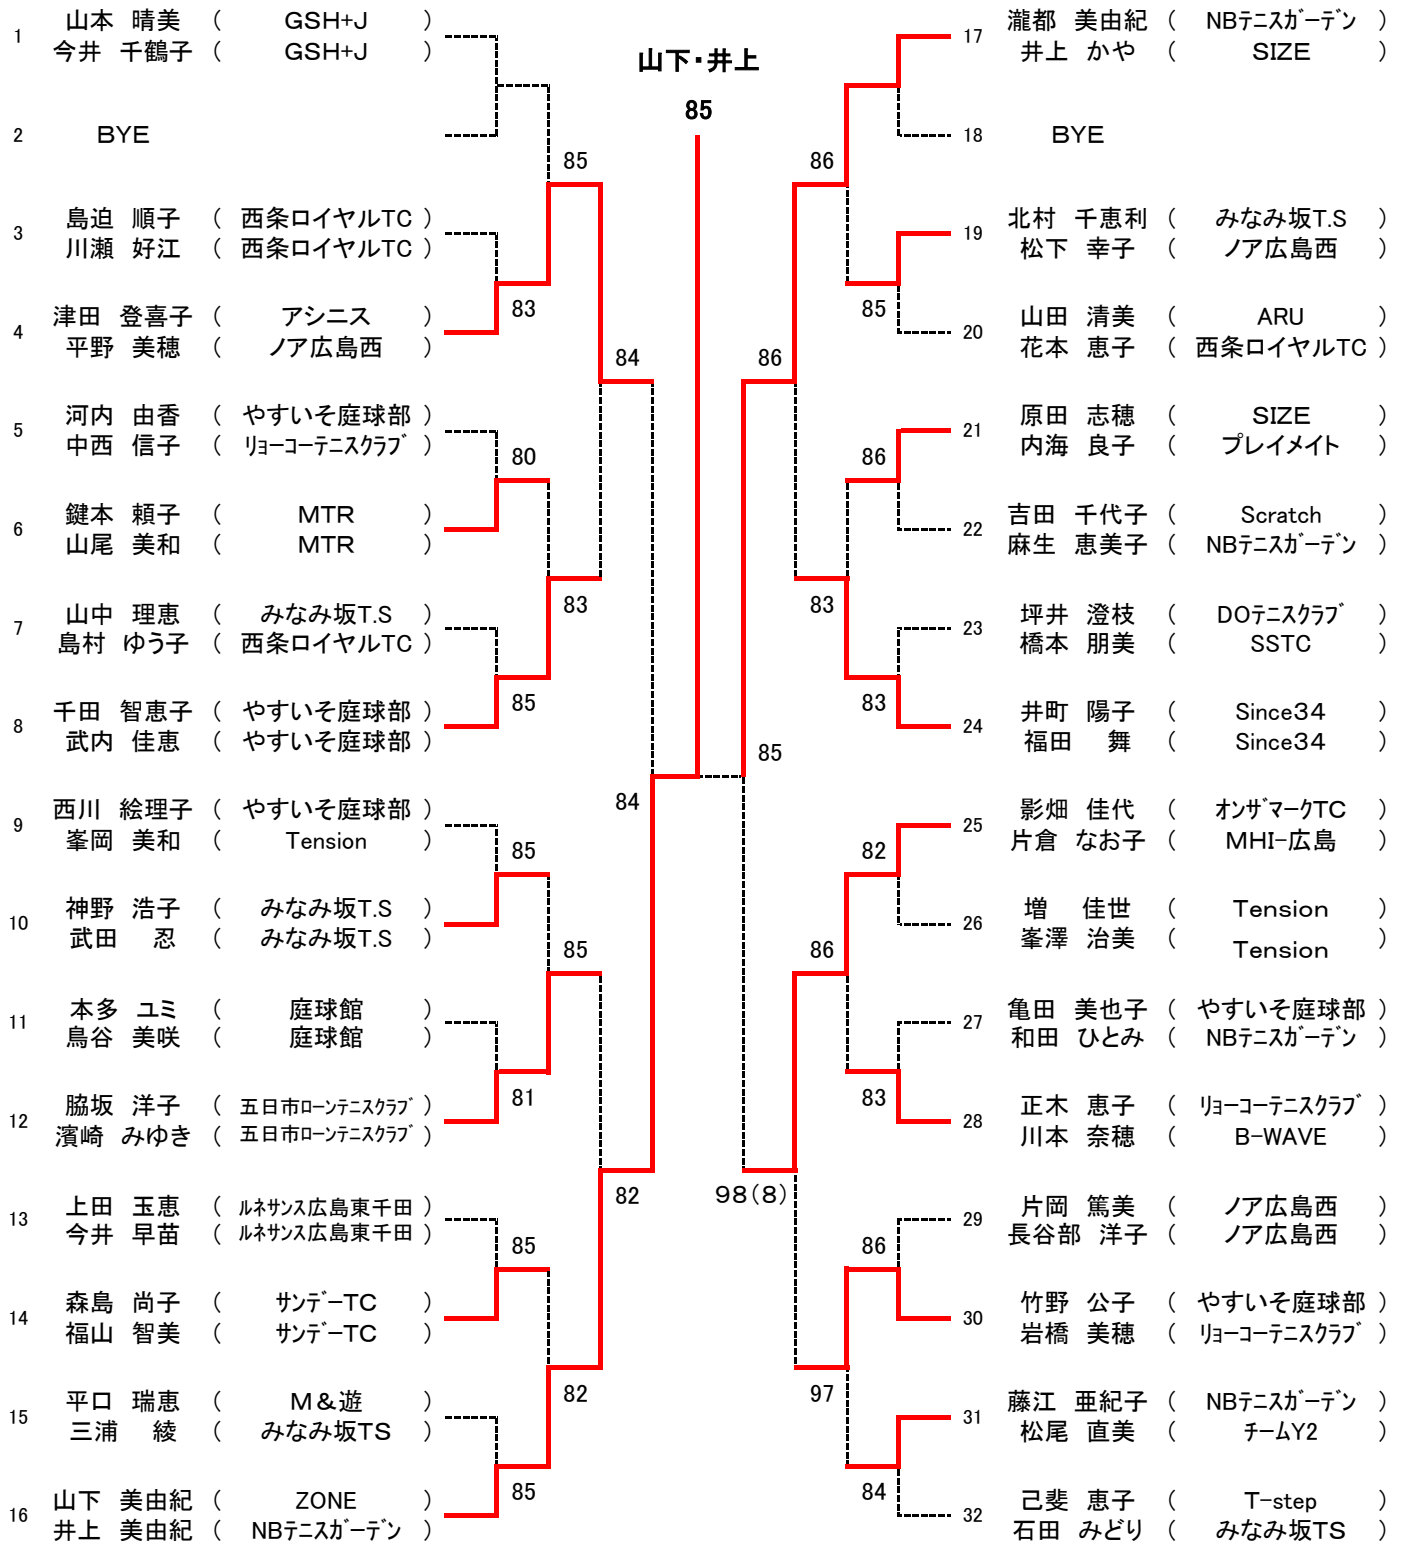 山下・井上
85
1 山本 晴美 ( GSH+J )
今井 千鶴子 ( GSH+J )
2 BYE
85
3 島迫 順子 ( 西条ロイヤルTC )
川瀬 好江 ( 西条ロイヤルTC )
83
4 津田 登喜子 ( アシニス )
平野 美穂 ( ノア広島西 )
84
5 河内 由香 ( やすいそ庭球部 )
中西 信子 ( リョーコーテニスクラブ )
80
6 鍵本 頼子 ( MTR )
山尾 美和 ( MTR )
83
7 山中 理恵 ( みなみ坂T.S )
島村 ゆう子 ( 西条ロイヤルTC )
85
8 千田 智恵子 ( やすいそ庭球部 )
武内 佳恵 ( やすいそ庭球部 )
84
9 西川 絵理子 ( やすいそ庭球部 )
峯岡 美和 ( Tension )
85
10 神野 浩子 ( みなみ坂T.S )
武田 忍 ( みなみ坂T.S )
85
11 本多 ユミ ( 庭球館 )
鳥谷 美咲 ( 庭球館 )
81
12 脇坂 洋子 ( 五日市ローンテニスクラブ )
濱崎 みゆき ( 五日市ローンテニスクラブ )
82
13 上田 玉恵 ( ルネサンス広島東千田 )
今井 早苗 ( ルネサンス広島東千田 )
85
14 森島 尚子 ( サンデーTC )
福山 智美 ( サンデーTC )
82
15 平口 瑞恵 ( M&遊 )
三浦 綾 ( みなみ坂TS )
85
16 山下 美由紀 ( ZONE )
井上 美由紀 ( NBテニスガーデン )
17 瀧都 美由紀 ( NBテニスガーデン )
井上 かや ( SIZE )
18 BYE
86
19 北村 千恵利 ( みなみ坂T.S )
松下 幸子 ( ノア広島西 )
85
20 山田 清美 ( ARU )
花本 恵子 ( 西条ロイヤルTC )
86
21 原田 志穂 ( SIZE )
内海 良子 ( プレイメイト )
86
22 吉田 千代子 ( Scratch )
麻生 恵美子 ( NBテニスガーデン )
83
23 坪井 澄枝 ( DOテニスクラブ )
橋本 朋美 ( SSTC )
83
24 井町 陽子 ( Since34 )
福田 舞 ( Since34 )
85
25 影畑 佳代 ( オンザマークTC )
片倉 なお子 ( MHI-広島 )
82
26 増 佳世 ( Tension )
峯澤 治美 ( Tension )
86
27 亀田 美也子 ( やすいそ庭球部 )
和田 ひとみ ( NBテニスガーデン )
83
28 正木 恵子 ( リョーコーテニスクラブ )
川本 奈穂 ( B-WAVE )
98(8)
29 片岡 篤美 ( ノア広島西 )
長谷部 洋子 ( ノア広島西 )
86
30 竹野 公子 ( やすいそ庭球部 )
岩橋 美穂 ( リョーコーテニスクラブ )
97
31 藤江 亜紀子 ( NBテニスガーデン )
松尾 直美 ( チームY2 )
84
32 己斐 恵子 ( T-step )
石田 みどり ( みなみ坂TS )